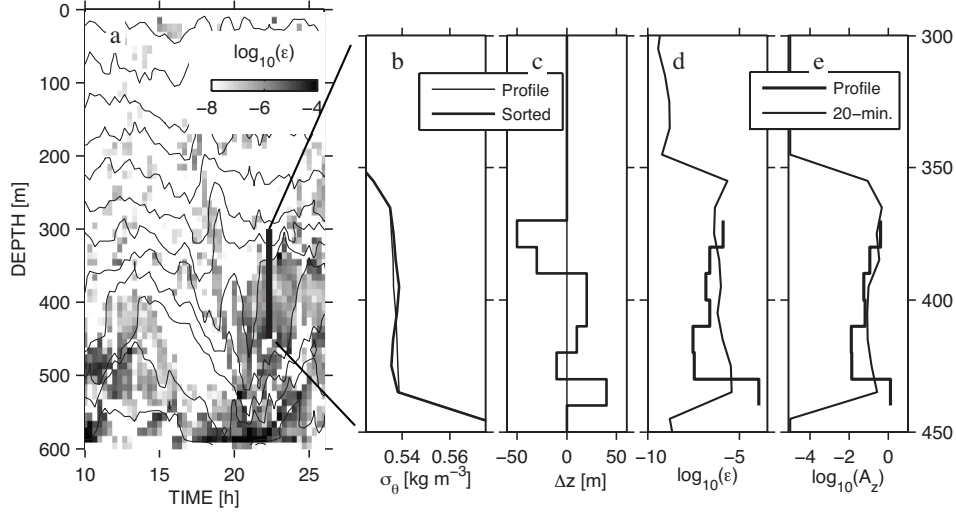 0
100
200
300
400
500
600
DEPTH [m]
a
log10(ε)
−8 −6 −4
10 15 20 25
TIME [h]
b
Profile
Sorted
0.54 0.56
σθ [kg m−3]
c
−50 0 50
Δz [m]
d
−10 −5
log10(ε)
e
Profile
20−min.
−5 0
log10(Az)
300
350
400
450